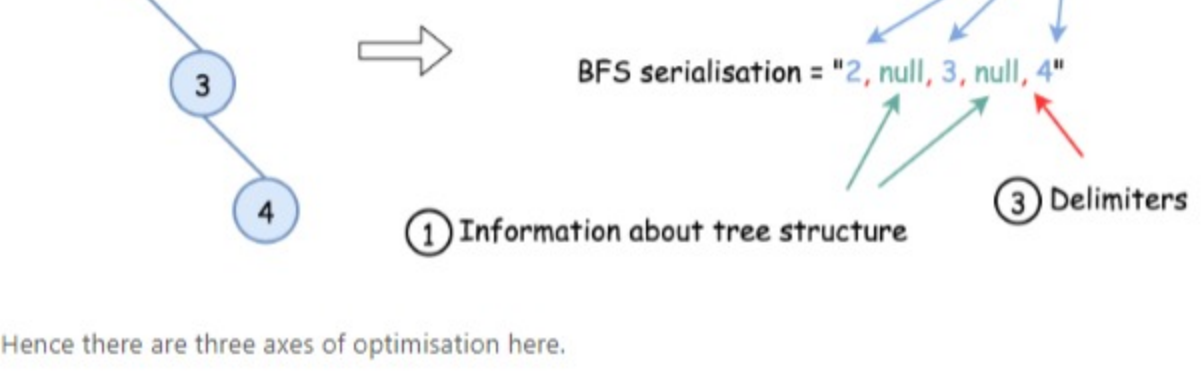 3
BFS serialisation = "2, null, 3, null, 4"
4
③ Delimiters
① Information about tree structure
Hence there are three axes of optimisation here.